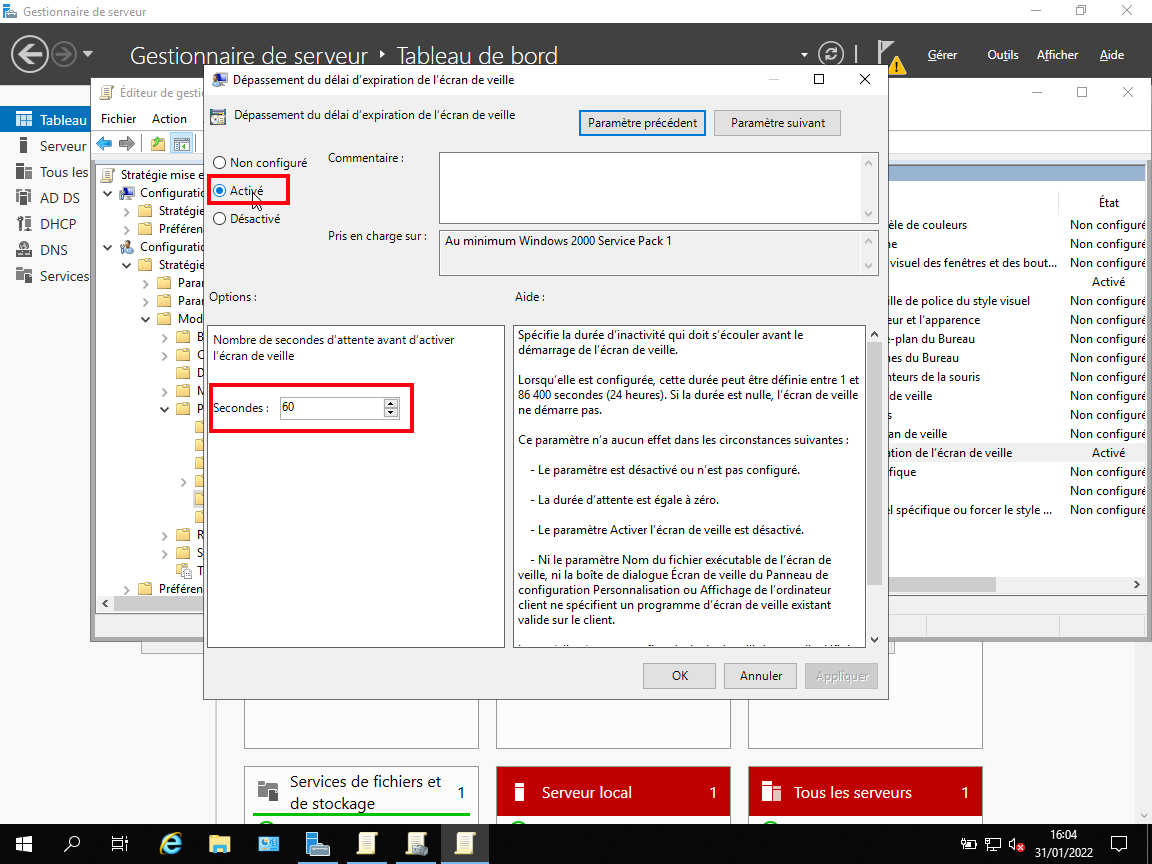 Gestionnaire de serveur
Gestionnaire de serveur
Tableau de bord
Gérer
Outils
Afficher
Aide
Éditeur de gesti
Fichier
Action
Tableau
Serveur
Tous les
AD DS
DHCP
DNS
Services
Stratégie mise e
Configuratio
Stratégie
Préféren
Configuratio
Stratégie
Para
Para
Mod
B
C
D
M
P
R
S
T
Préféren
Dépassement du délai d'expiration de l'écran de veille
Dépassement du délai d'expiration de l'écran de veille
Paramètre précédent
Paramètre suivant
Non configuré
Activé
Désactivé
Commentaire :
Pris en charge sur :
Au minimum Windows 2000 Service Pack 1
Options :
Aide :
Nombre de secondes d'attente avant d'activer
l'écran de veille
Secondes :
60
Spécifie la durée d'inactivité qui doit s'écouler avant le
démarrage de l'écran de veille.
Lorsqu'elle est configurée, cette durée peut être définie entre 1 et
86 400 secondes (24 heures). Si la durée est nulle, l'écran de veille
ne démarre pas.
Ce paramètre n'a aucun effet dans les circonstances suivantes :
- Le paramètre est désactivé ou n'est pas configuré.
- La durée d'attente est égale à zéro.
- Le paramètre Activer l'écran de veille est désactivé.
- Ni le paramètre Nom du fichier exécutable de l'écran de
veille, ni la boîte de dialogue Écran de veille du Panneau de
configuration Personnalisation ou Affichage de l'ordinateur
client ne spécifient un programme d'écran de veille existant
valide sur le client.
OK
Annuler
Appliquer
État
èle de couleurs Non configuré
ne Non configuré
visuel des fenêtres et des bout... Non configuré
Activé
ille de police du style visuel Non configuré
eur et l'apparence Non configuré
e-plan du Bureau Non configuré
nes du Bureau Non configuré
nteurs de la souris Non configuré
e de veille Non configuré
s Non configuré
an de veille Non configuré
ation de l'écran de veille Activé
ifique Non configuré
Non configuré
el spécifique ou forcer le style ... Non configuré
Services de fichiers et
de stockage
1
Serveur local
1
Tous les serveurs
1
16:04
31/01/2022